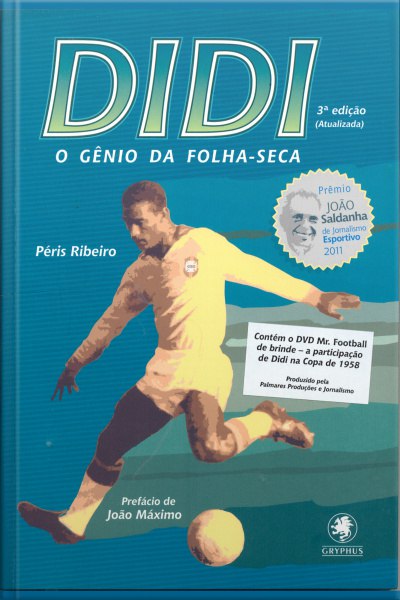 DIDI
3ª edição
(Atualizada)
O GÊNIO DA FOLHA-SECA
Prêmio
JOÃO
Saldanha
de Jornalismo
Esportivo
2011
Péris Ribeiro
Contém o DVD Mr. Football
de brinde – a participação
de Didi na Copa de 1958
Produzido pela
Palmares Produções e Jornalismo
Prefácio de
João Máximo
GRYPHUS